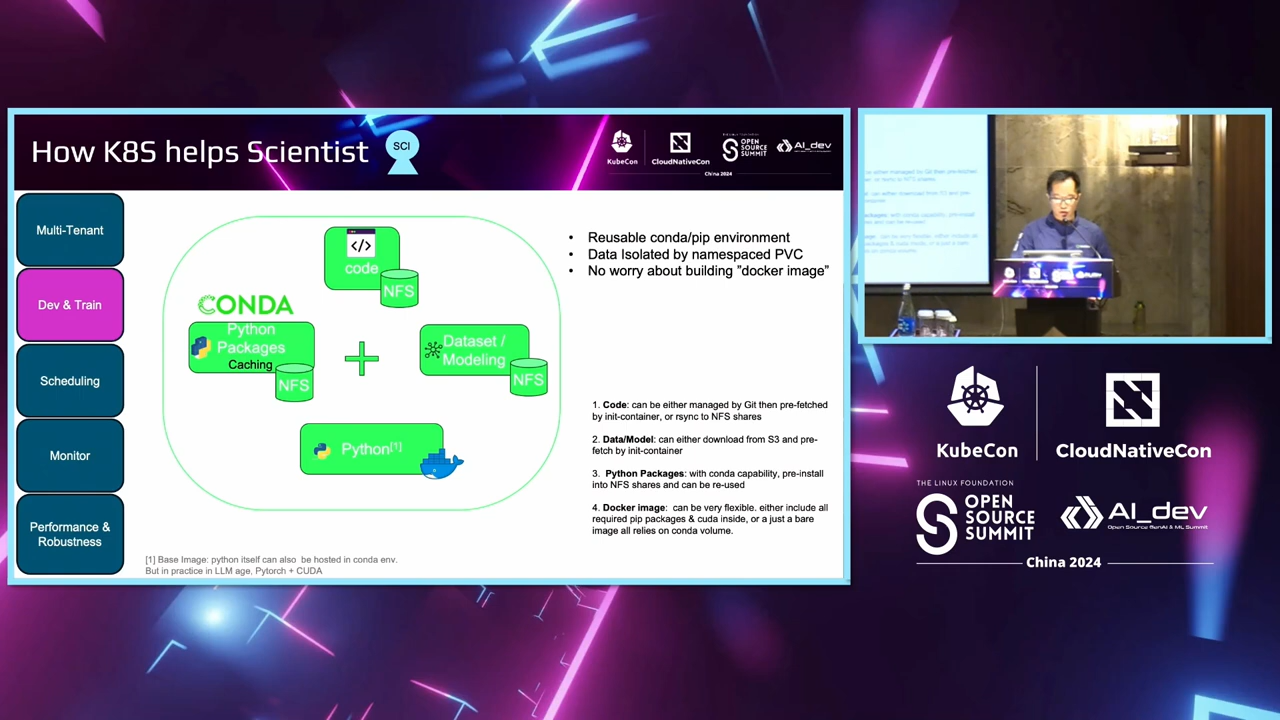 How K8S helps Scientist
SCI
KubeCon
CloudNativeCon
THE LINUX FOUNDATION
OPEN
SOURCE
SUMMIT
AI_dev
China 2024
Multi-Tenant
Dev & Train
Scheduling
Monitor
Performance &
Robustness
</>
code
NFS
CONDA
Python
Packages
Caching
NFS
Dataset /
Modeling
NFS
Python[1]
• Reusable conda/pip environment
• Data Isolated by namespaced PVC
• No worry about building ”docker image”
1. Code: can be either managed by Git then pre-fetched
by init-container, or rsync to NFS shares
2. Data/Model: can either download from S3 and pre-
fetch by init-container
3. Python Packages: with conda capability, pre-install
into NFS shares and can be re-used
4. Docker image: can be very flexible. either include all
required pip packages & cuda inside, or a just a bare
image all relies on conda volume.
[1] Base Image: python itself can also be hosted in conda env.
But in practice in LLM age, Pytorch + CUDA
KubeCon
CloudNativeCon
THE LINUX FOUNDATION
OPEN
SOURCE
SUMMIT
AI_dev
Open Source GenAI & ML Summit
China 2024